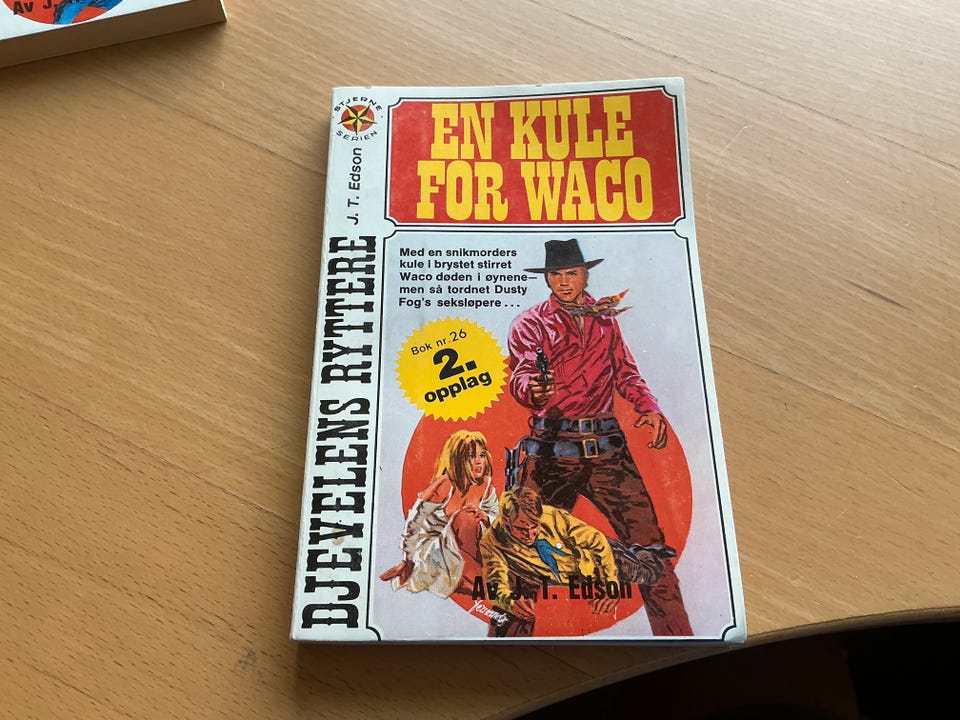 Av J. T.
STJERNE
SERIEN
J. T. Edson
DJEVELENS RYTTERE
EN KULE
FOR WACO
Med en snikmorders
kule i brystet stirret
Waco døden i øynene—
men så tordnet Dusty
Fog's seksløpere...
Bok nr. 26
2.
opplag
Av J. T. Edson